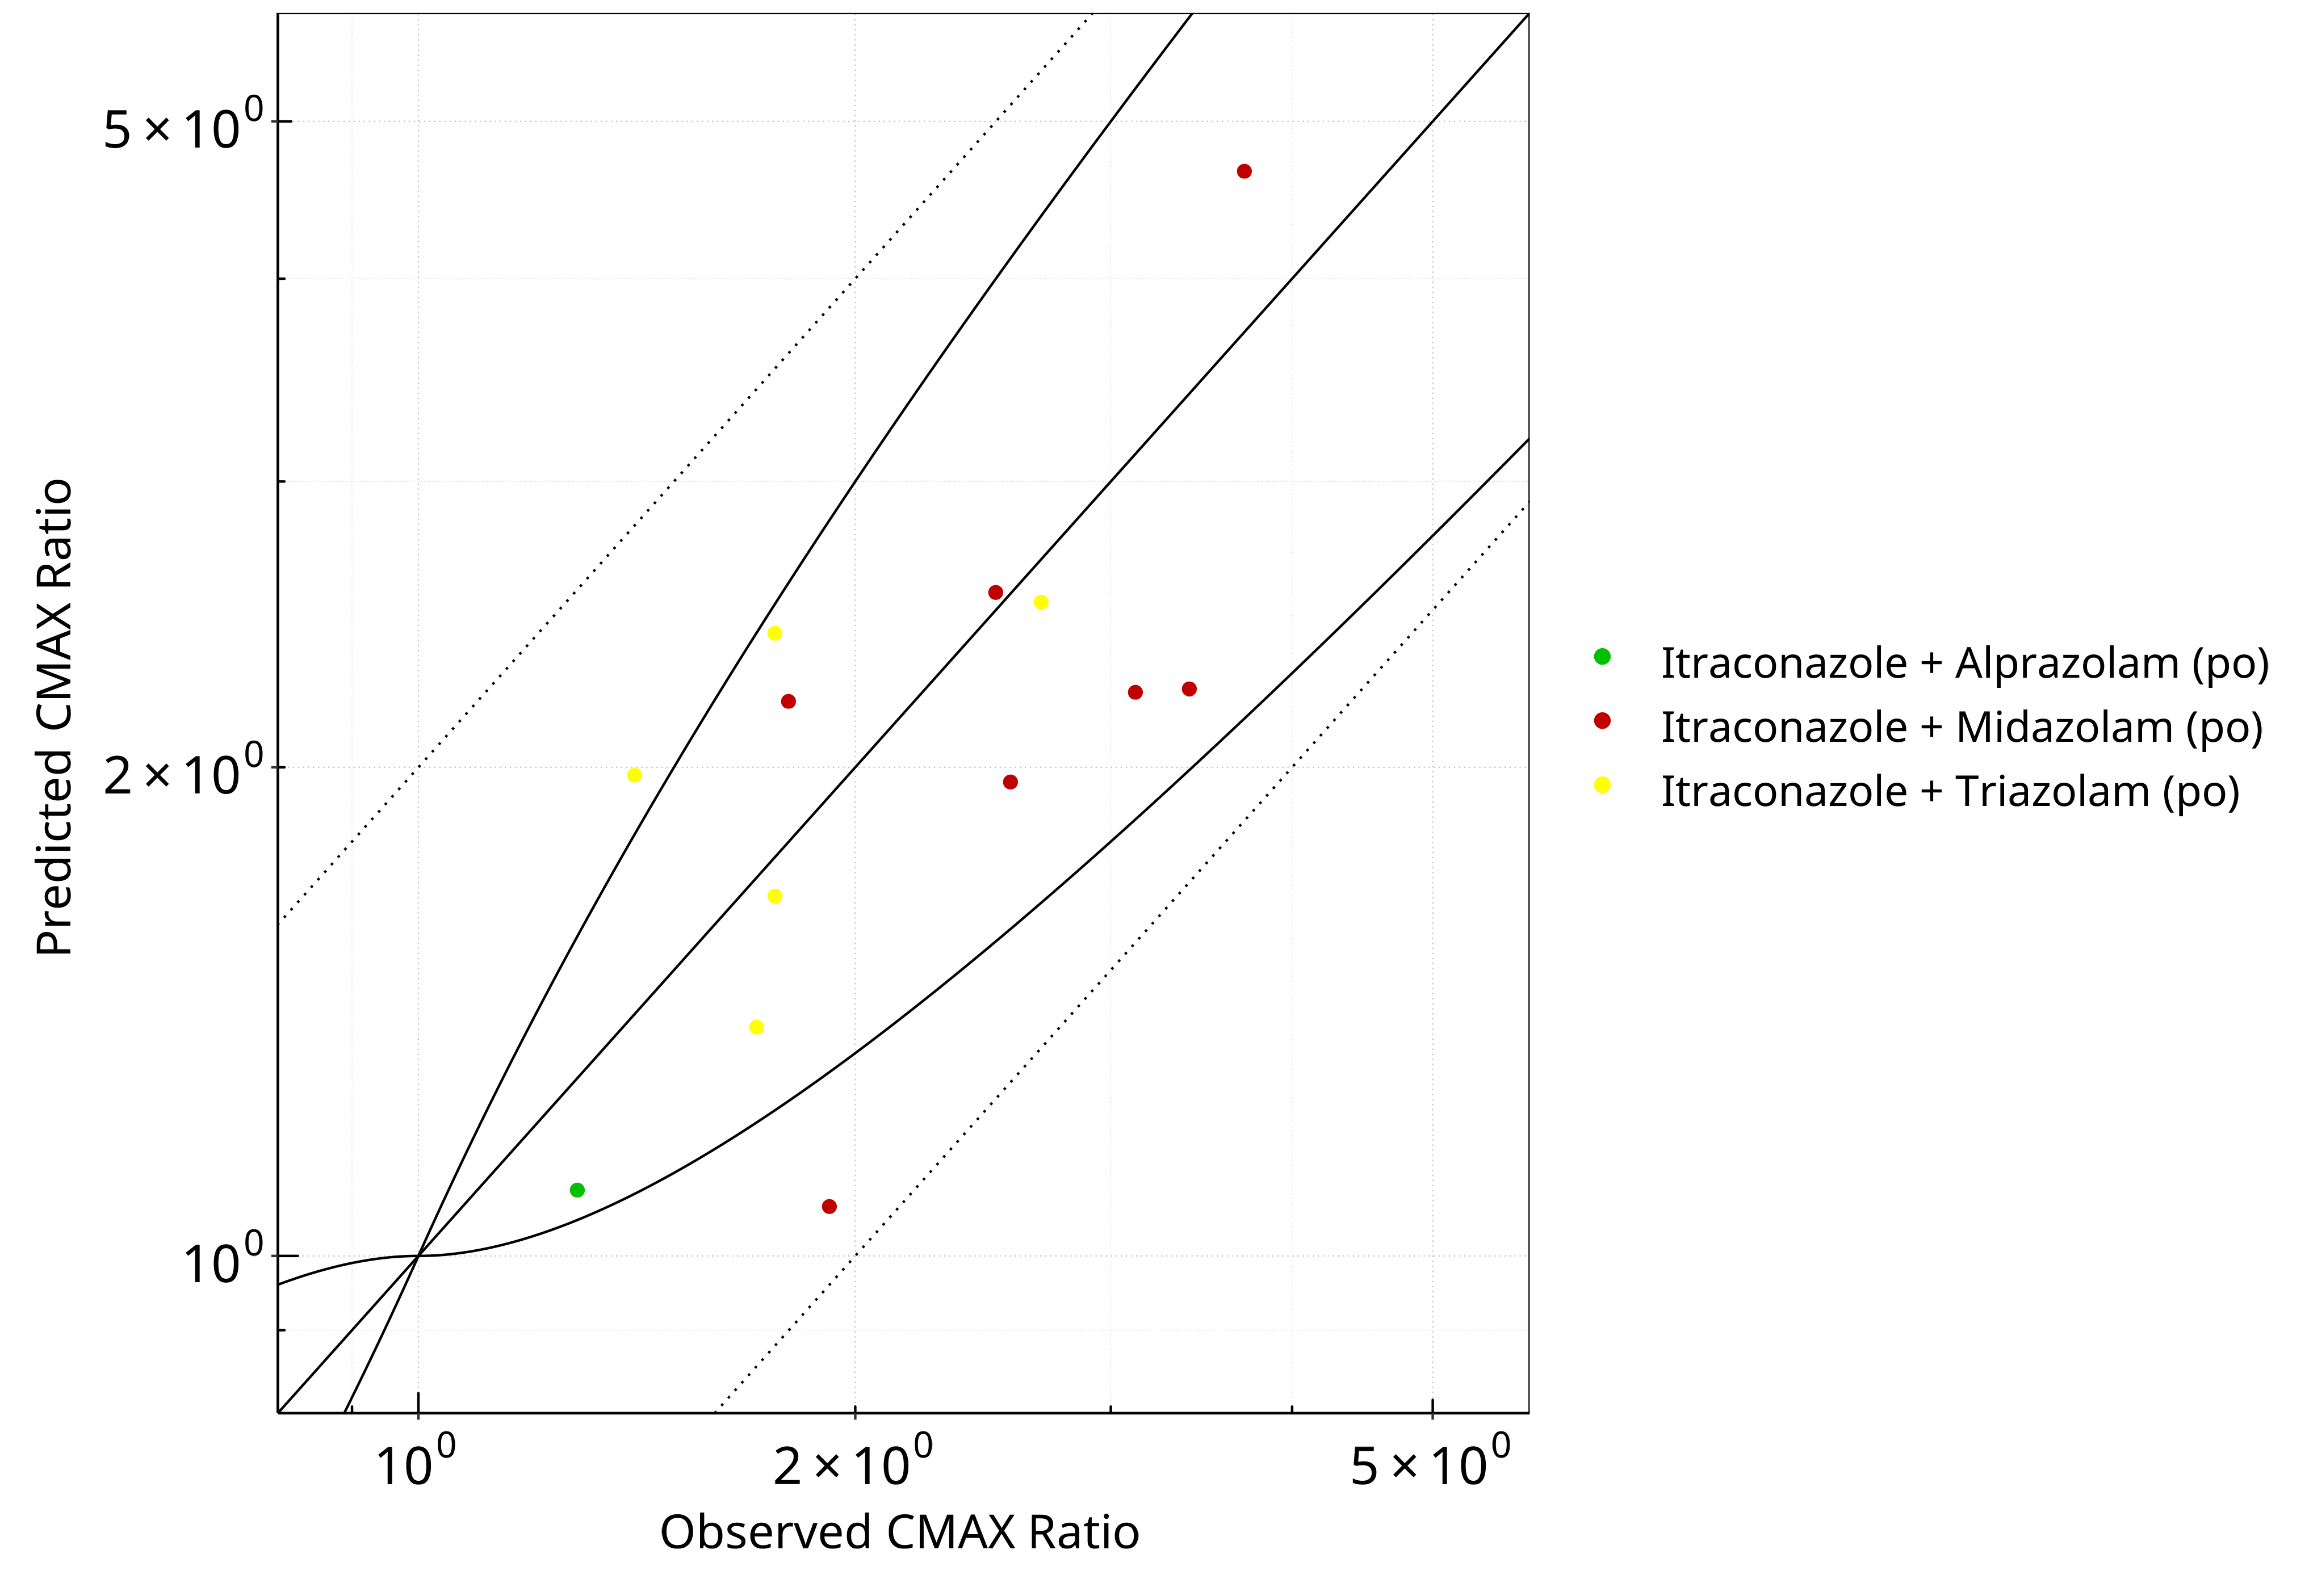 Predicted CMAX Ratio
5 × 10⁰
2 × 10⁰
10⁰
10⁰
2 × 10⁰
5 × 10⁰
Observed CMAX Ratio
Itraconazole + Alprazolam (po)
Itraconazole + Midazolam (po)
Itraconazole + Triazolam (po)